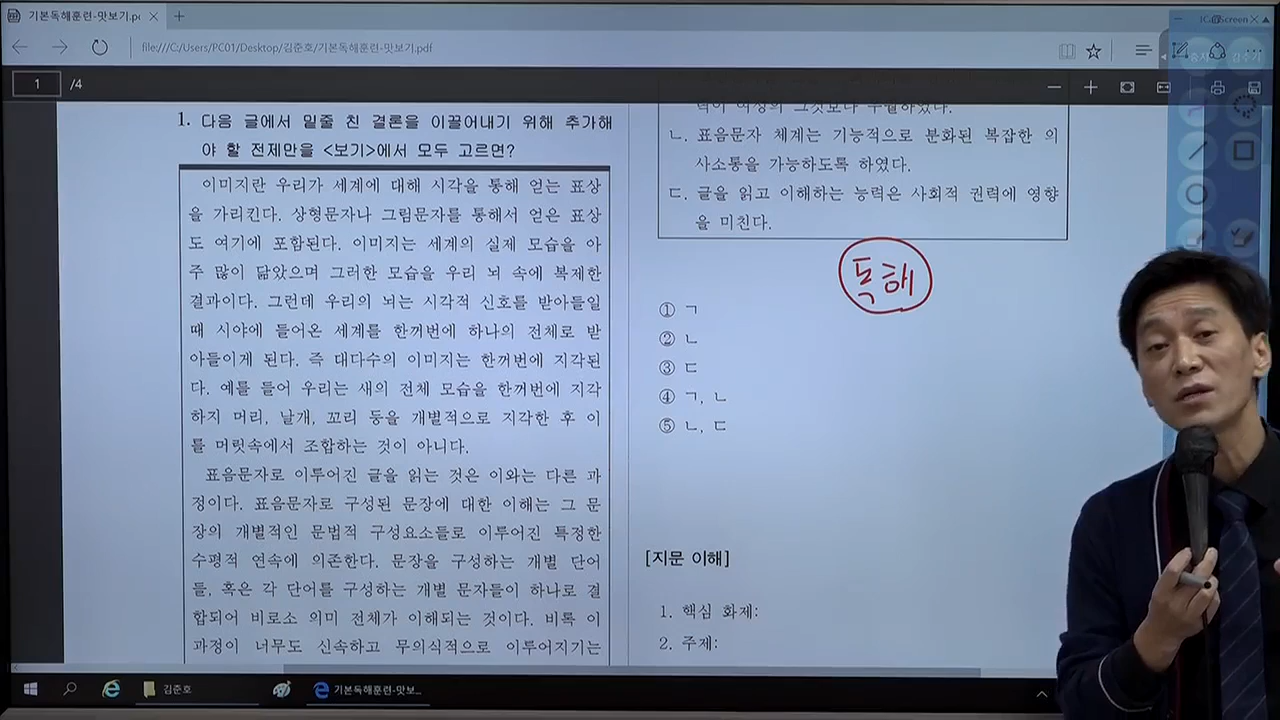 기본독해훈련-맛보기.pc
file:///C:/Users/PC01/Desktop/김준호/기본독해훈련-맛보기.pdf
1 /4
1. 다음 글에서 밑줄 친 결론을 이끌어내기 위해 추가해
야 할 전제만을 <보기>에서 모두 고르면?
이미지란 우리가 세계에 대해 시각을 통해 얻는 표상
을 가리킨다. 상형문자나 그림문자를 통해서 얻은 표상
도 여기에 포함된다. 이미지는 세계의 실제 모습을 아
주 많이 닮았으며 그러한 모습을 우리 뇌 속에 복제한
결과이다. 그런데 우리의 뇌는 시각적 신호를 받아들일
때 시야에 들어온 세계를 한꺼번에 하나의 전체로 받
아들이게 된다. 즉 대다수의 이미지는 한꺼번에 지각된
다. 예를 들어 우리는 새의 전체 모습을 한꺼번에 지각
하지 머리, 날개, 꼬리 등을 개별적으로 지각한 후 이
를 머릿속에서 조합하는 것이 아니다.
표음문자로 이루어진 글을 읽는 것은 이와는 다른 과
정이다. 표음문자로 구성된 문장에 대한 이해는 그 문
장의 개별적인 문법적 구성요소들로 이루어진 특정한
수평적 연속에 의존한다. 문장을 구성하는 개별 단어
들, 혹은 각 단어를 구성하는 개별 문자들이 하나로 결
합되어 비로소 의미 전체가 이해되는 것이다. 비록 이
과정이 너무도 신속하고 무의식적으로 이루어지기는
력이 여성의 그것보다 우월하였다.
ㄴ. 표음문자 체계는 기능적으로 분화된 복잡한 의
사소통을 가능하도록 하였다.
ㄷ. 글을 읽고 이해하는 능력은 사회적 권력에 영향
을 미친다.
독해
① ㄱ
② ㄴ
③ ㄷ
④ ㄱ, ㄴ
⑤ ㄴ, ㄷ
[지문 이해]
1. 핵심 화제:
2. 주제:
김준호
기본독해훈련-맛보...